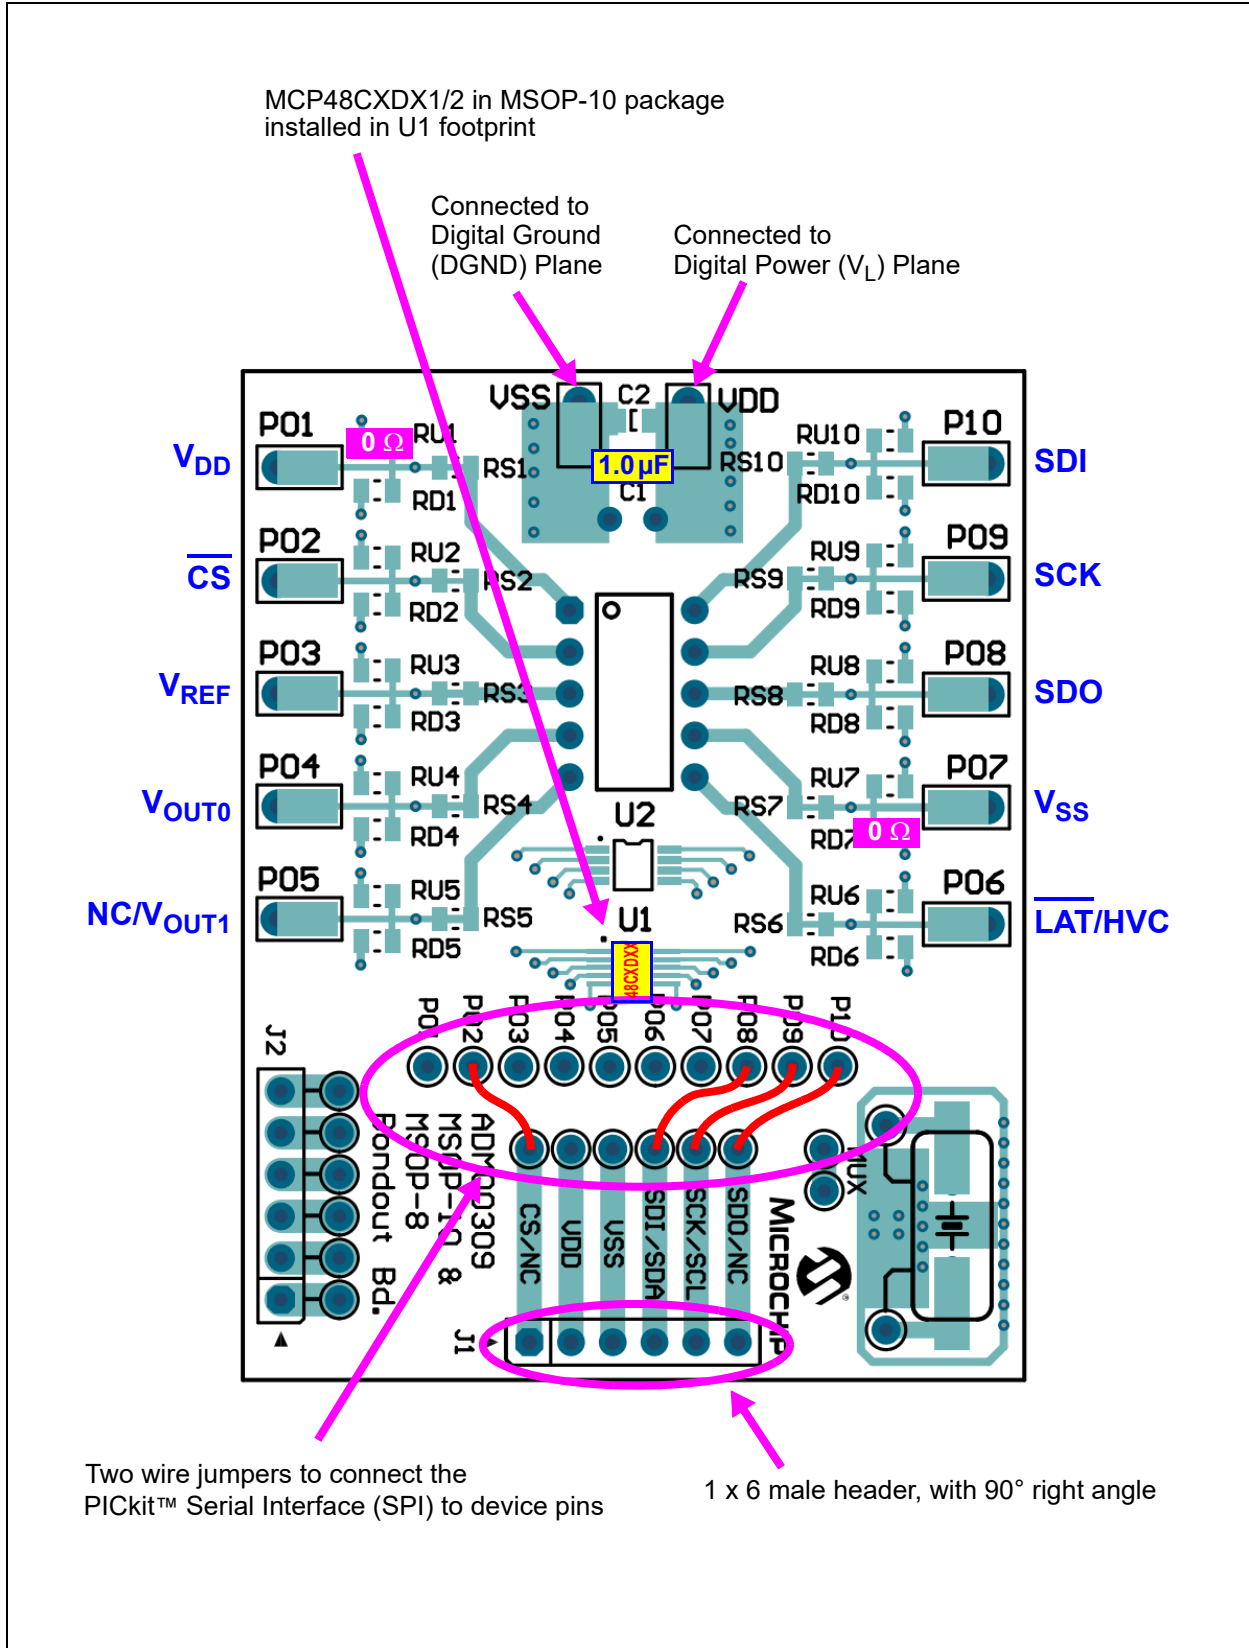 MCP48CXDX1/2 in MSOP-10 package
installed in U1 footprint
Connected to
Digital Ground
(DGND) Plane
Connected to
Digital Power (VL) Plane
VSS
C2
VDD
1.0 µF
C1
P01
VDD
0 Ω
RU1
RS1
RD1
P02
CS
RU2
RS2
RD2
P03
VREF
RU3
RS3
RD3
P04
VOUT0
RU4
RS4
RD4
P05
NC/VOUT1
RU5
RS5
RD5
P10
SDI
RU10
RS10
RD10
P09
SCK
RU9
RS9
RD9
P08
SDO
RU8
RS8
RD8
P07
VSS
RU7
RS7
RD7
0 Ω
P06
LAT/HVC
RU6
RS6
RD6
U2
U1
48CXDXX
P01
P02
P03
P04
P05
P06
P07
P08
P09
P10
J2
ADM00309
MSOP-10 &
MSOP-8
Bondout Bd.
CS/NC
VDD
VSS
SDI/SDA
SCK/SCL
SDO/NC
MUX
MICROCHIP
®
J1
Two wire jumpers to connect the
PICkit™ Serial Interface (SPI) to device pins
1 x 6 male header, with 90° right angle